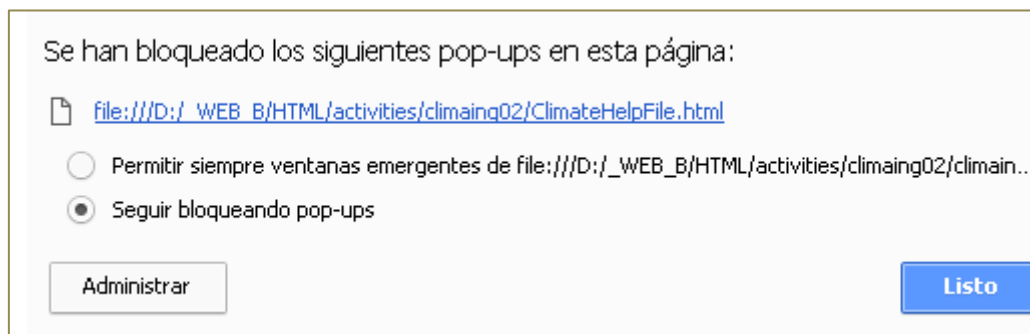 Se han bloqueado los siguientes pop-ups en esta página:
file:///D:/_WEB_B/HTML/activities/climaing02/ClimateHelpFile.html
Permitir siempre ventanas emergentes de file:///D:/_WEB_B/HTML/activities/climaing02/climain...
Seguir bloqueando pop-ups
Administrar
Listo